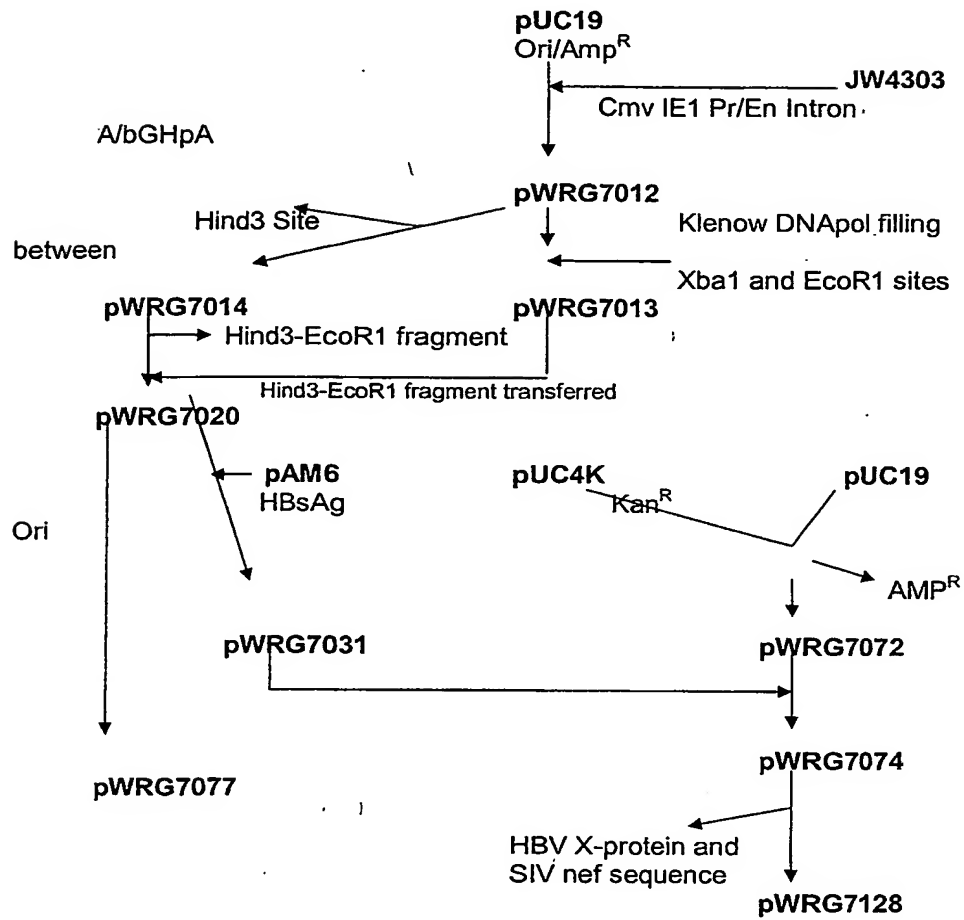 pUC19
Ori/Amp^R
JW4303
Cmv IE1 Pr/En Intron
A/bGHpA
pWRG7012
Hind3 Site
Klenow DNApol filling
between
Xba1 and EcoR1 sites
pWRG7014
pWRG7013
Hind3-EcoR1 fragment
Hind3-EcoR1 fragment transferred
pWRG7020
pAM6
HBsAg
pUC4K
Kan^R
pUC19
Ori
AMP^R
pWRG7031
pWRG7072
pWRG7074
pWRG7077
HBV X-protein and
SIV nef sequence
pWRG7128